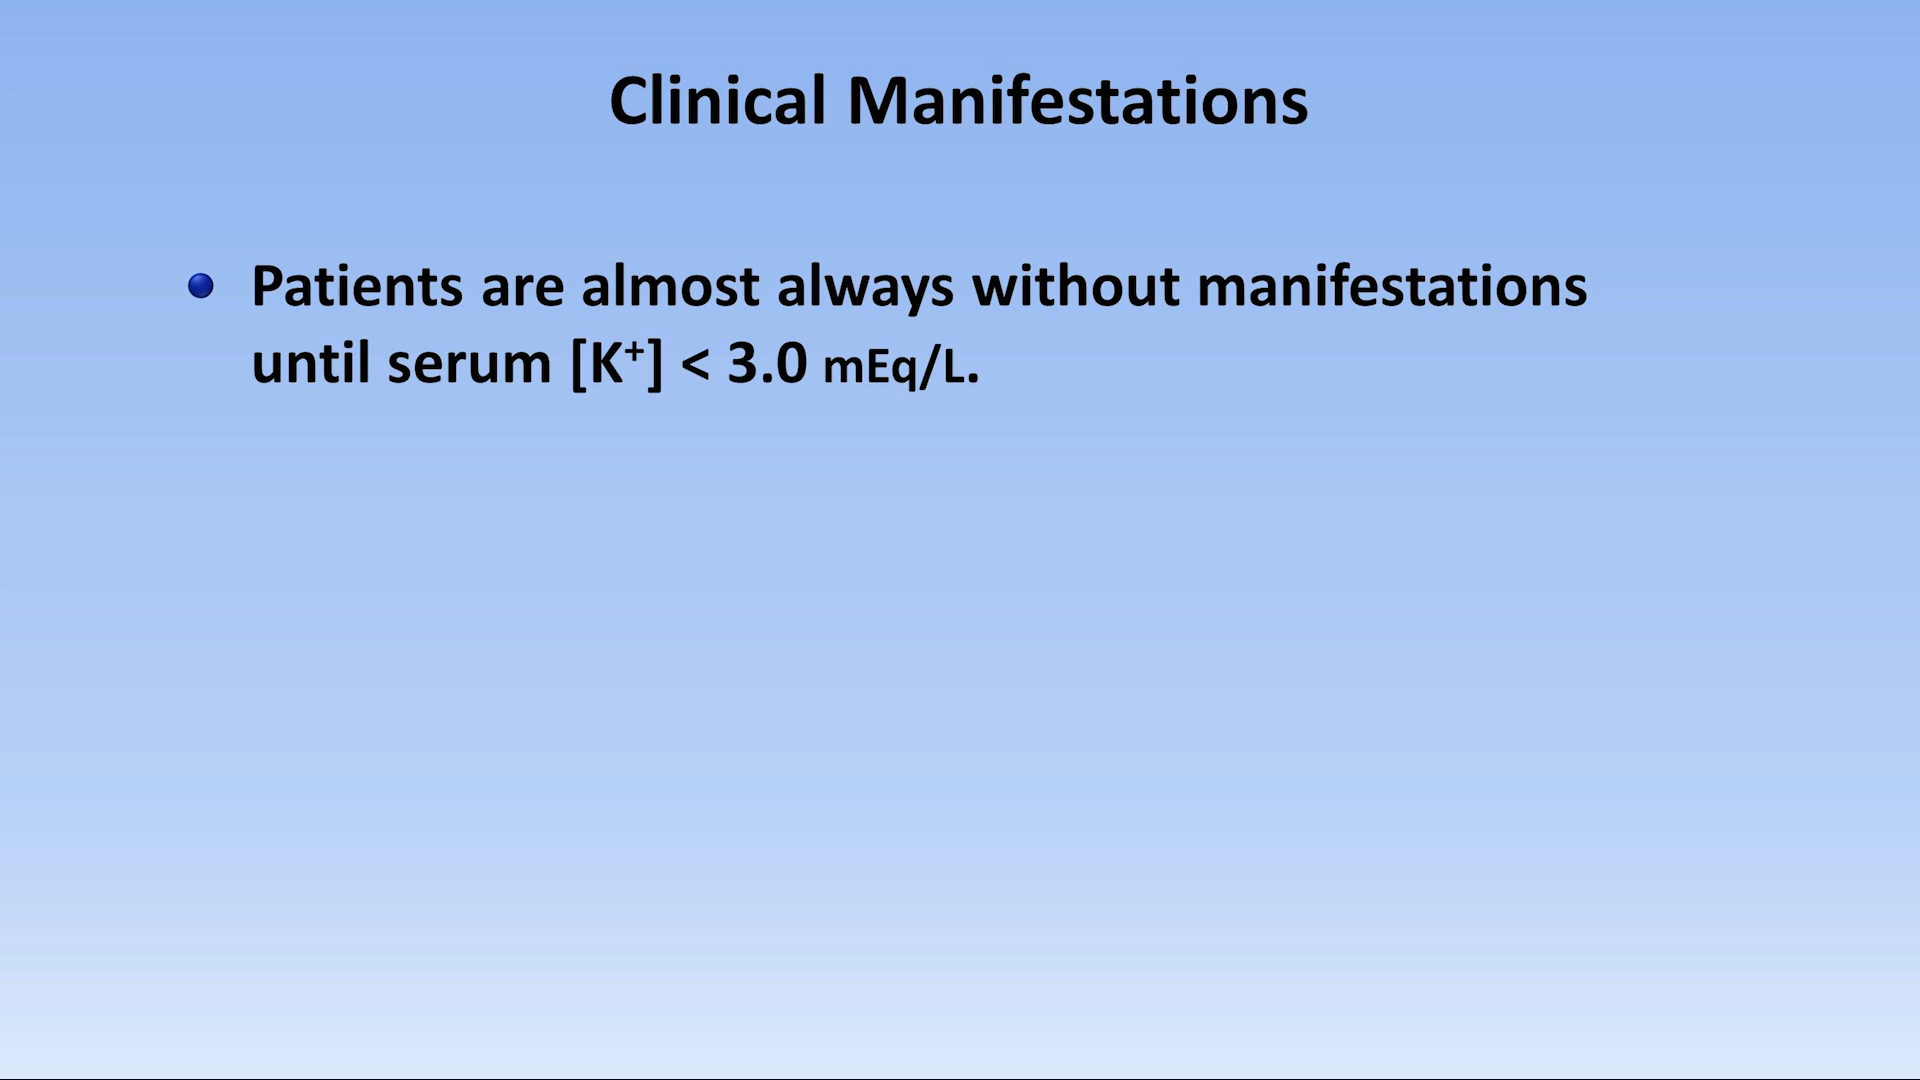 Clinical Manifestations
Patients are almost always without manifestations
until serum [K⁺] < 3.0 mEq/L.